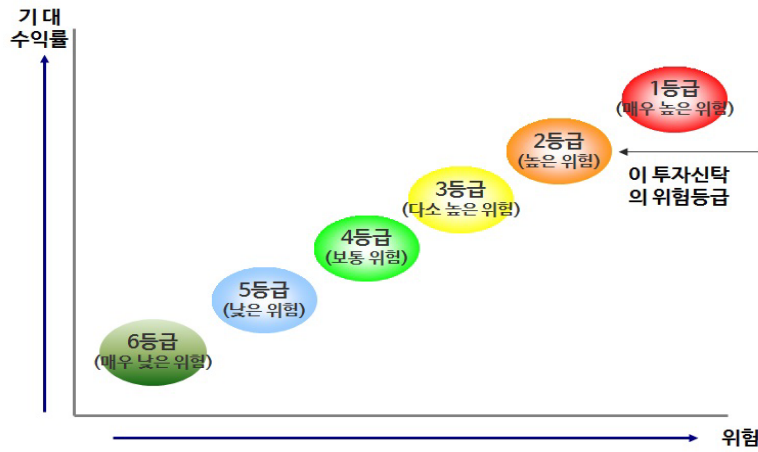 기 대
수익률
1등급
(매우 높은 위험)
2등급
(높은 위험)
이 투자신탁
의 위험등급
3등급
(다소 높은 위험)
4등급
(보통 위험)
5등급
(낮은 위험)
6등급
(매우 낮은 위험)
위험